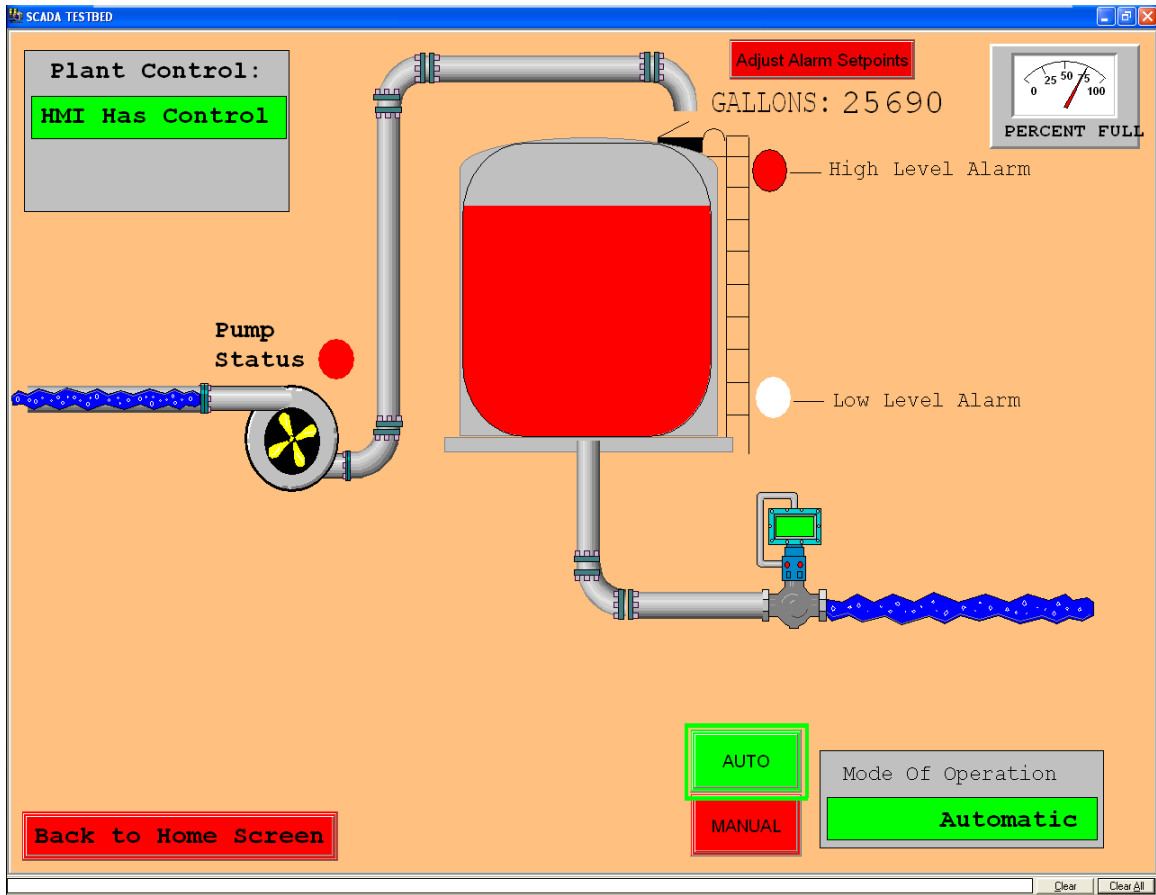 SCADA TESTBED
Plant Control:
HMI Has Control
Adjust Alarm Setpoints
GALLONS: 25690
0 25 50 75 100
PERCENT FULL
High Level Alarm
Pump
Status
Low Level Alarm
AUTO
MANUAL
Mode Of Operation
Automatic
Back to Home Screen
Clear
Clear All